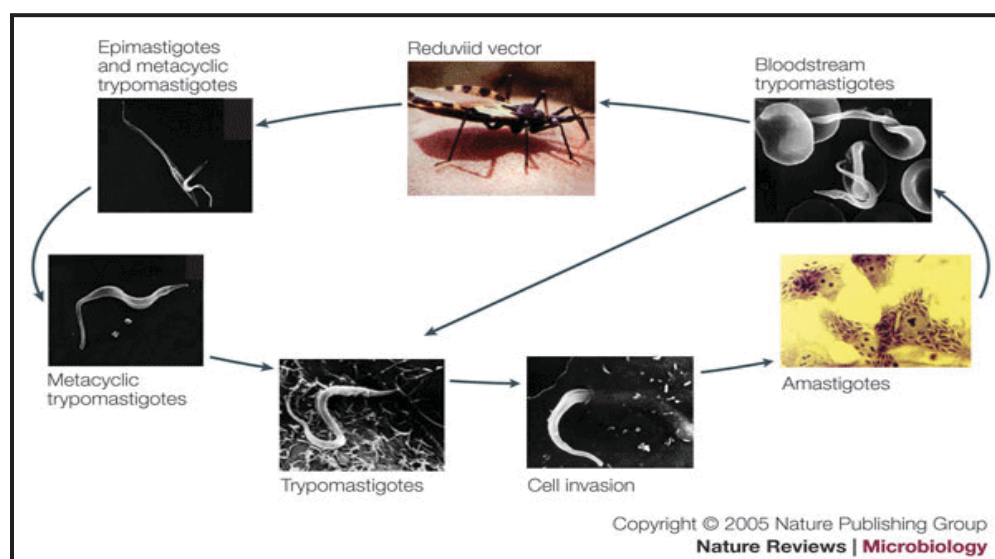 Epimastigotes
and metacyclic
trypomastigotes
Reduviid vector
Bloodstream
trypomastigotes
Metacyclic
trypomastigotes
Trypomastigotes
Cell invasion
Amastigotes
Copyright © 2005 Nature Publishing Group
Nature Reviews | Microbiology